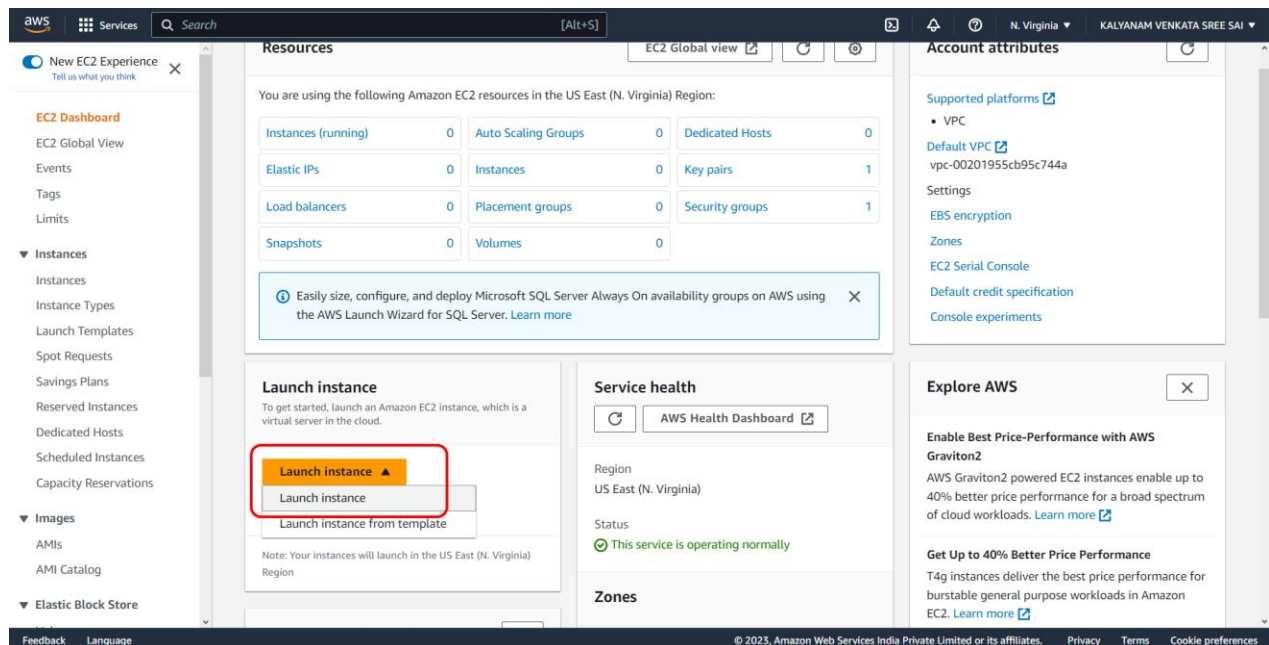 aws
Services
Search
[Alt+S]
N. Virginia
KALYANAM VENKATA SREE SAI
New EC2 Experience
Tell us what you think
EC2 Dashboard
EC2 Global View
Events
Tags
Limits
Instances
Instances
Instance Types
Launch Templates
Spot Requests
Savings Plans
Reserved Instances
Dedicated Hosts
Scheduled Instances
Capacity Reservations
Images
AMIs
AMI Catalog
Elastic Block Store
Resources
EC2 Global view
You are using the following Amazon EC2 resources in the US East (N. Virginia) Region:
Instances (running) 0 Auto Scaling Groups 0 Dedicated Hosts 0
Elastic IPs 0 Instances 0 Key pairs 1
Load balancers 0 Placement groups 0 Security groups 1
Snapshots 0 Volumes 0
Easily size, configure, and deploy Microsoft SQL Server Always On availability groups on AWS using
the AWS Launch Wizard for SQL Server. Learn more
Launch instance
To get started, launch an Amazon EC2 instance, which is a
virtual server in the cloud.
Launch instance
Launch instance
Launch instance from template
Note: Your instances will launch in the US East (N. Virginia)
Region
Service health
AWS Health Dashboard
Region
US East (N. Virginia)
Status
This service is operating normally
Zones
Account attributes
Supported platforms
• VPC
Default VPC
vpc-00201955cb95c744a
Settings
EBS encryption
Zones
EC2 Serial Console
Default credit specification
Console experiments
Explore AWS
Enable Best Price-Performance with AWS
Graviton2
AWS Graviton2 powered EC2 instances enable up to
40% better price performance for a broad spectrum
of cloud workloads. Learn more
Get Up to 40% Better Price Performance
T4g instances deliver the best price performance for
burstable general purpose workloads in Amazon
EC2. Learn more
Feedback
Language
© 2023, Amazon Web Services India Private Limited or its affiliates.
Privacy
Terms
Cookie preferences